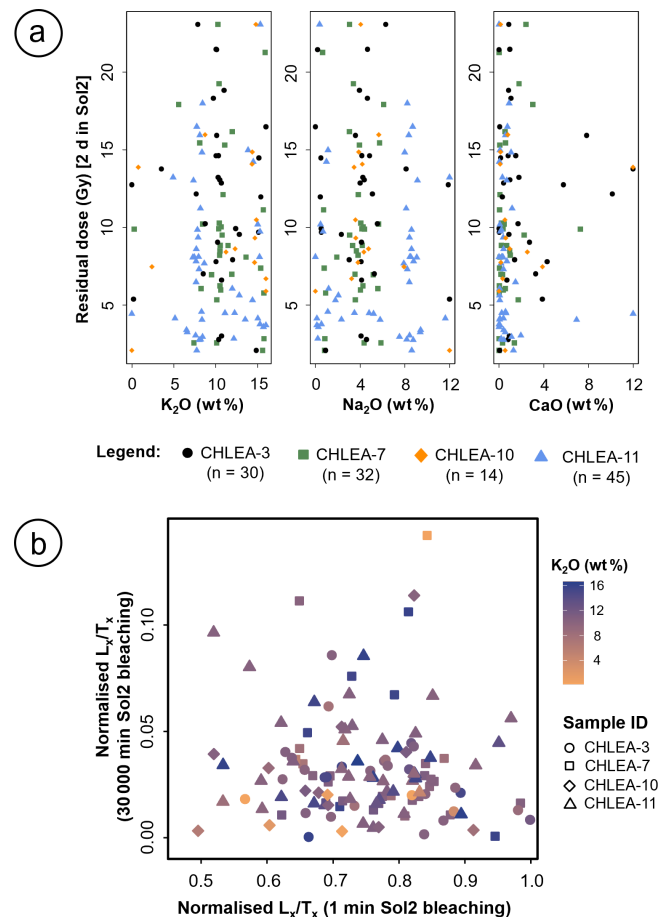 a
Residual dose (Gy) [2 d in Sol2]
5 10 15 20
0 5 10 15
0 4 8 12
0 4 8 12
K₂O (wt %) Na₂O (wt %) CaO (wt %)
Legend: CHLEA-3 CHLEA-7 CHLEA-10 CHLEA-11
(n = 30) (n = 32) (n = 14) (n = 45)
b
Normalised Lₓ/Tₓ
(30 000 min Sol2 bleaching)
0.00 0.05 0.10
0.5 0.6 0.7 0.8 0.9 1.0
Normalised Lₓ/Tₓ (1 min Sol2 bleaching)
K₂O (wt %)
16
12
8
4
Sample ID
CHLEA-3
CHLEA-7
CHLEA-10
CHLEA-11